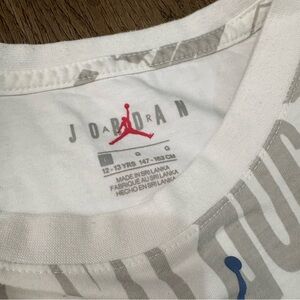 JORDAN
AIR
L G G
12-13 YRS 147-163 CM
MADE IN SRI LANKA
FABRIQUÉ AU SRI LANKA
HECHO EN SRI LANKA